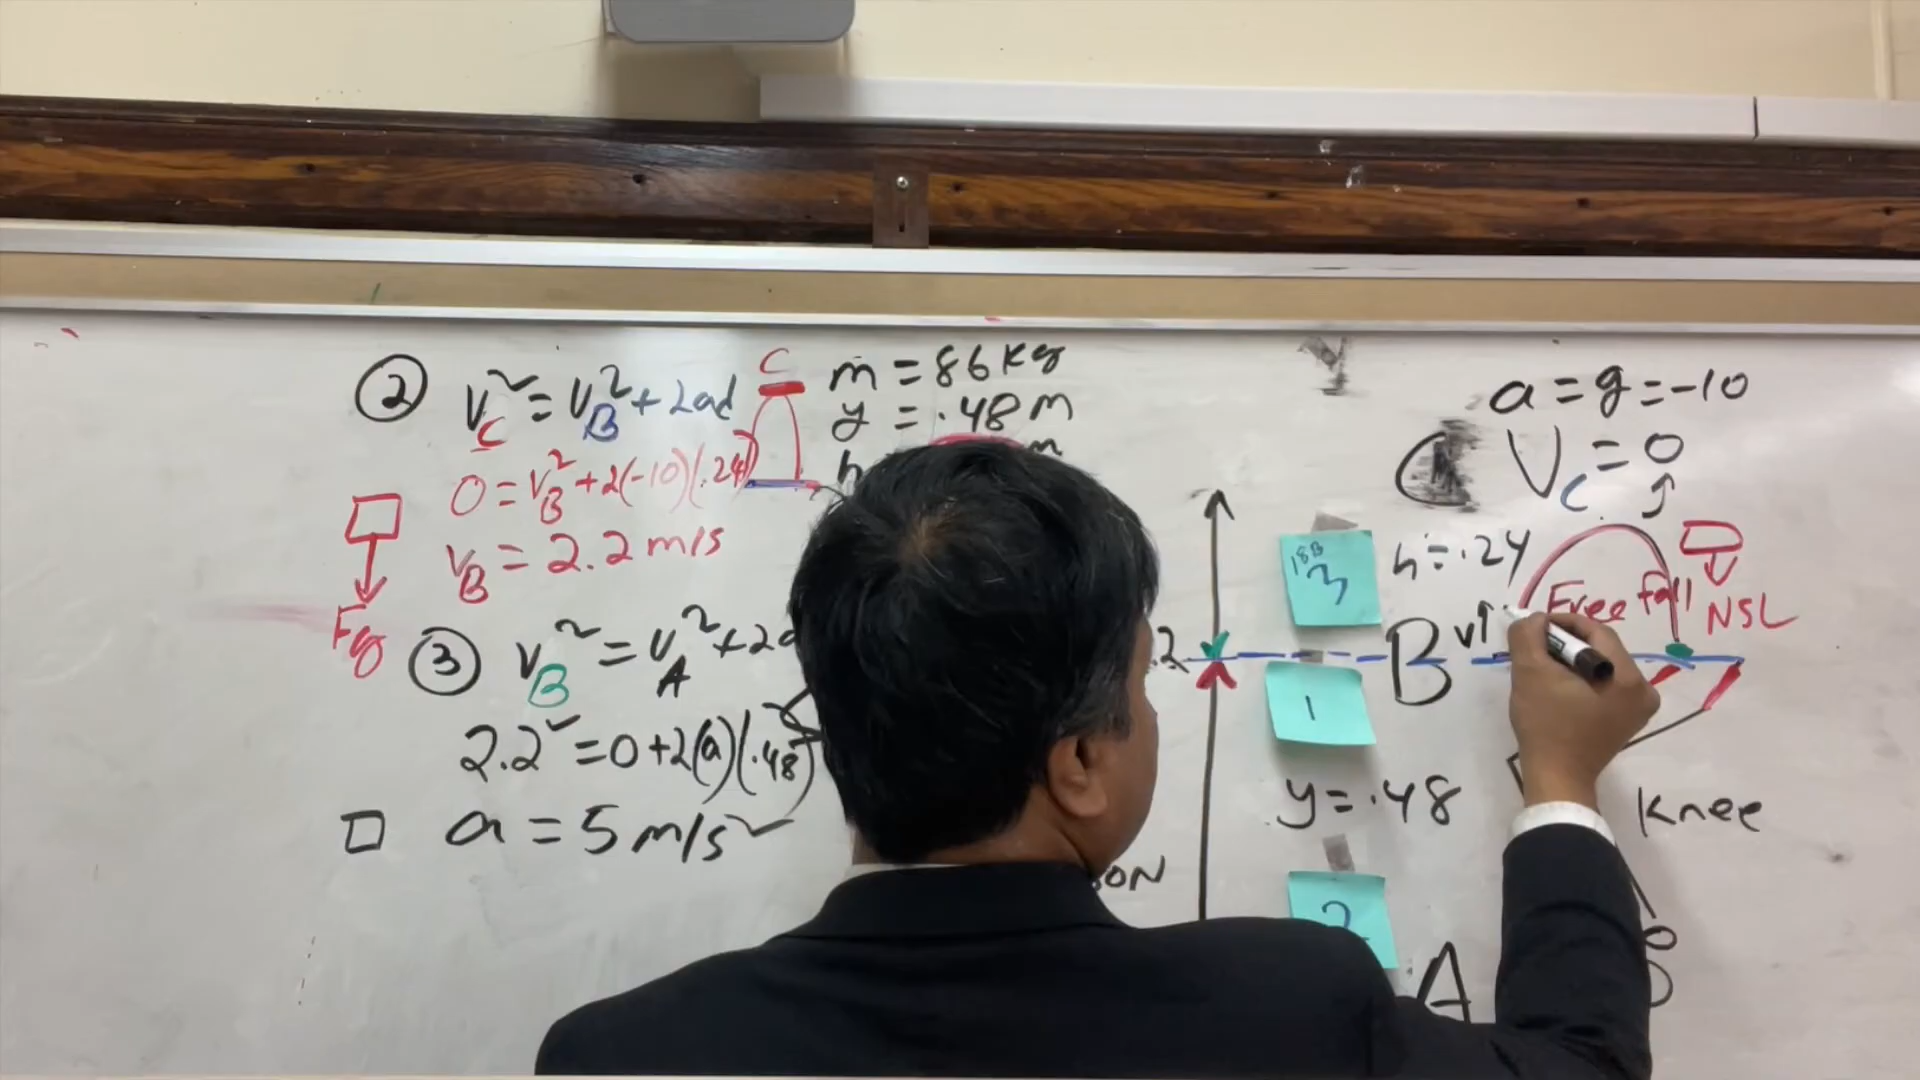 ② v_C² = v_B² + 2ad
0 = v_B² + 2(-10)(.24)
v_B = 2.2 m/s
Fg
③ v_B² = v_A² + 2a
2.2² = 0 + 2(a)(.48)
a = 5 m/s²
C
m = 86 kg
y = .48 m
h
m
.2
ON
18B
3
1
2
y = .48
a = g = -10
V_C = 0
h = .24
Free fall
NSL
B
v↑
Knee
A